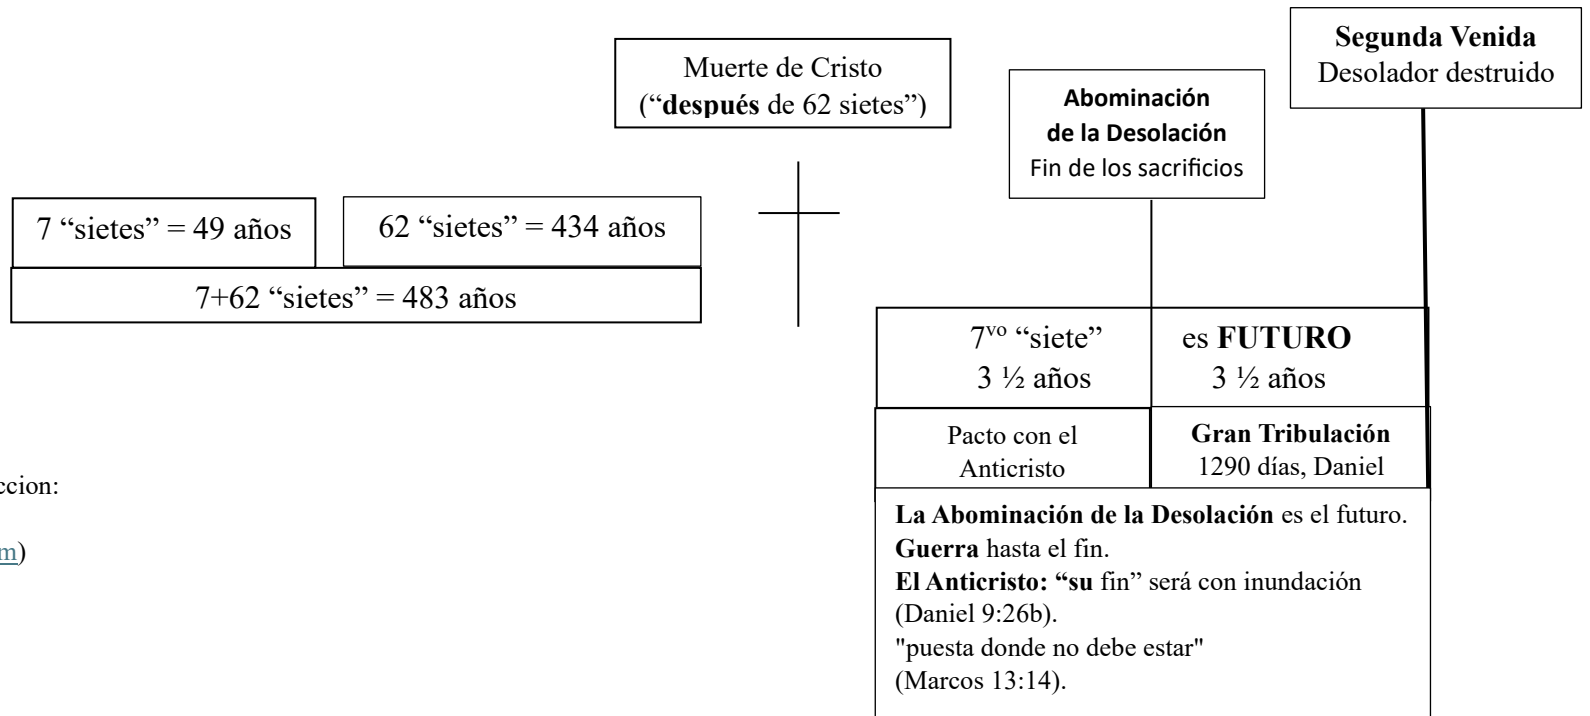 Segunda Venida
Desolador destruido
Muerte de Cristo
(“después de 62 sietes”)
Abominación
de la Desolación
Fin de los sacrificios
7 “sietes” = 49 años
62 “sietes” = 434 años
7+62 “sietes” = 483 años
7vo “siete”
3 ½ años
es FUTURO
3 ½ años
Pacto con el
Anticristo
Gran Tribulación
1290 días, Daniel
ccion:
m)
La Abominación de la Desolación es el futuro.
Guerra hasta el fin.
El Anticristo: “su fin” será con inundación
(Daniel 9:26b).
"puesta donde no debe estar"
(Marcos 13:14).